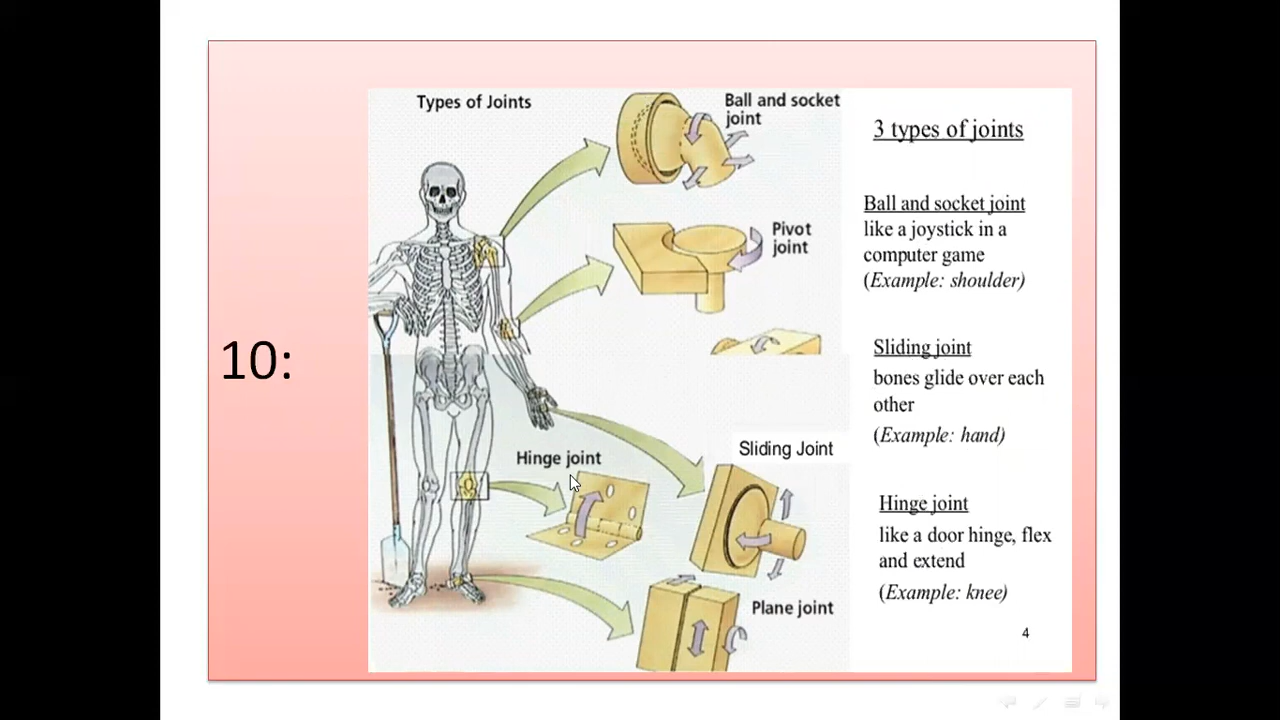 10:
Types of Joints
Ball and socket
joint
Pivot
joint
Sliding Joint
Hinge joint
Plane joint
3 types of joints
Ball and socket joint
like a joystick in a
computer game
(Example: shoulder)
Sliding joint
bones glide over each
other
(Example: hand)
Hinge joint
like a door hinge, flex
and extend
(Example: knee)
4